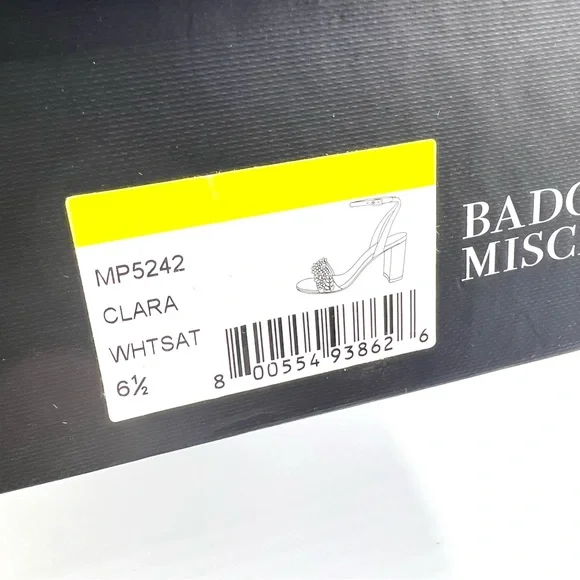 MP5242
CLARA
WHTSAT
6½
8 00554 93862 6